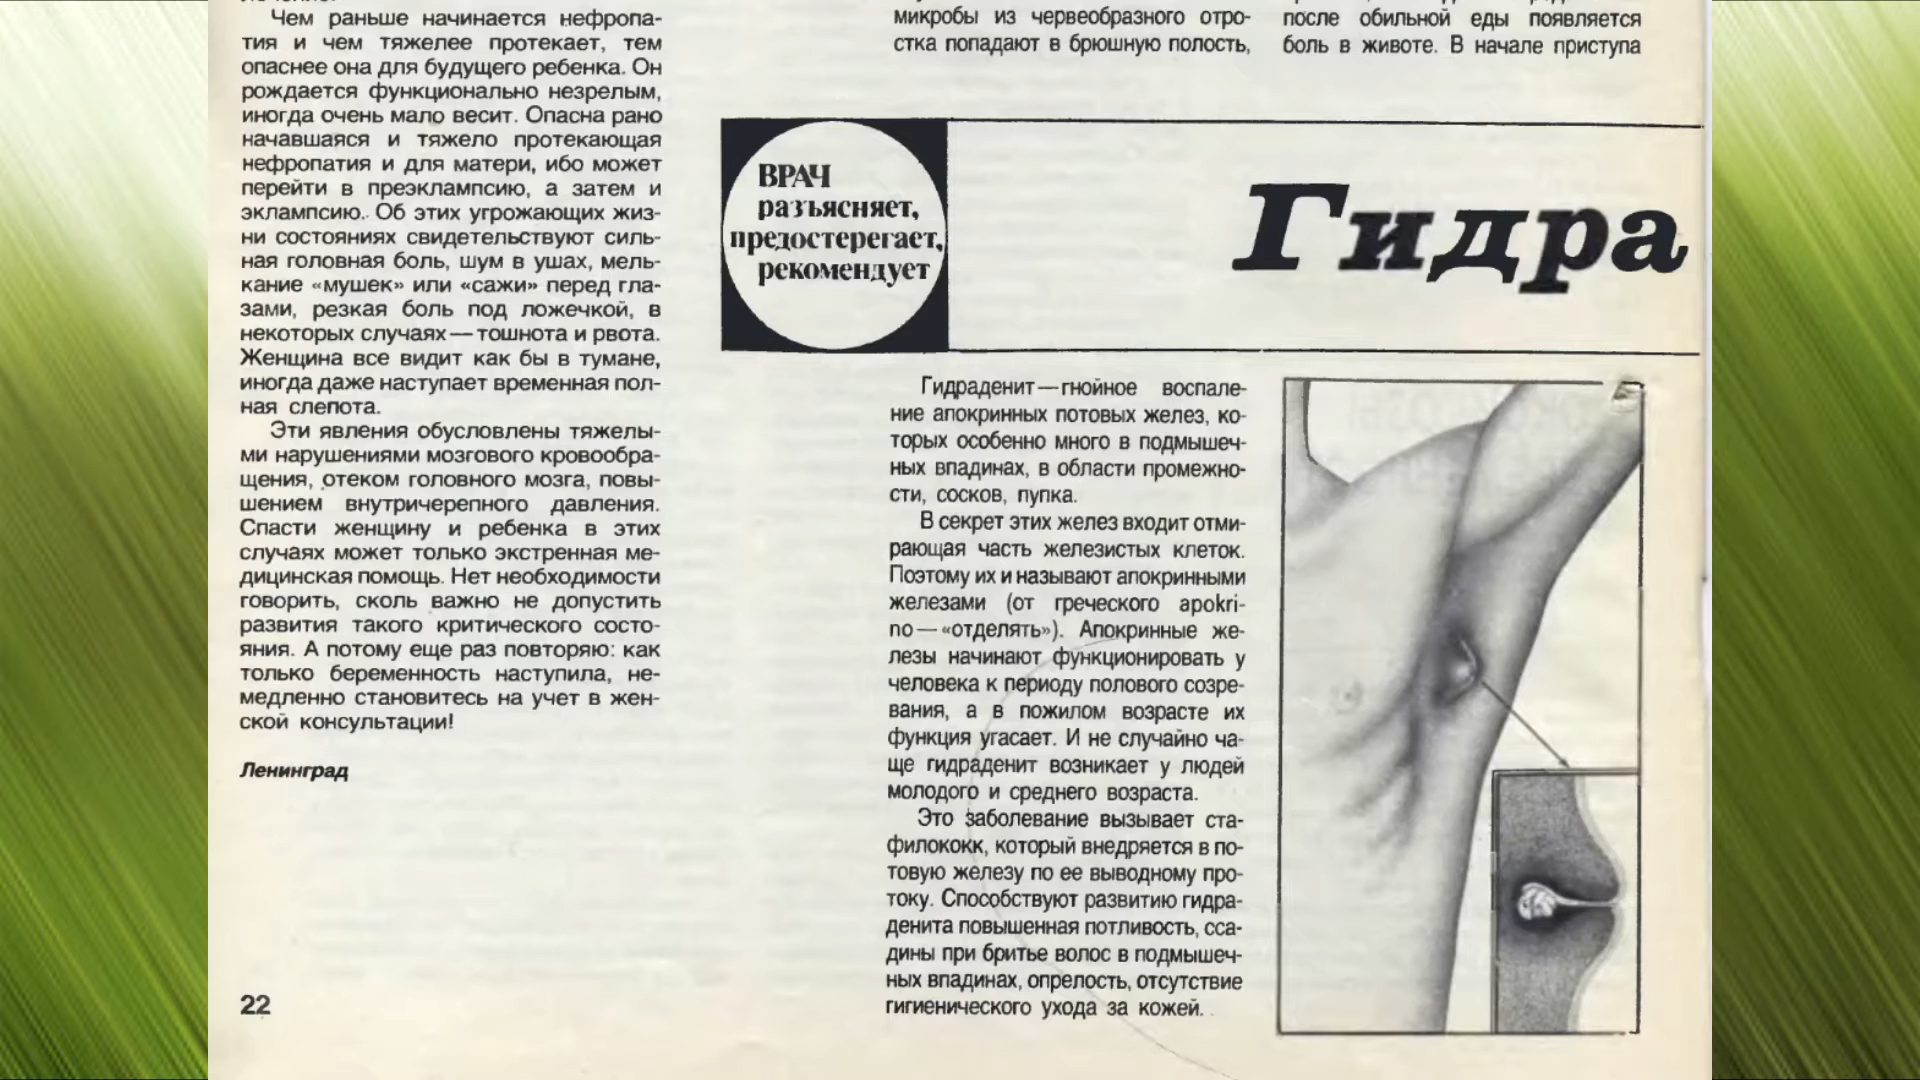 Чем раньше начинается нефропа-
тия и чем тяжелее протекает, тем
опаснее она для будущего ребенка. Он
рождается функционально незрелым,
иногда очень мало весит. Опасна рано
начавшаяся и тяжело протекающая
нефропатия и для матери, ибо может
перейти в преэклампсию, а затем и
эклампсию. Об этих угрожающих жиз-
ни состояниях свидетельствуют силь-
ная головная боль, шум в ушах, мель-
кание «мушек» или «сажи» перед гла-
зами, резкая боль под ложечкой, в
некоторых случаях — тошнота и рвота.
Женщина все видит как бы в тумане,
иногда даже наступает временная пол-
ная слепота.
Эти явления обусловлены тяжелы-
ми нарушениями мозгового кровообра-
щения, отеком головного мозга, повы-
шением внутричерепного давления.
Спасти женщину и ребенка в этих
случаях может только экстренная ме-
дицинская помощь. Нет необходимости
говорить, сколь важно не допустить
развития такого критического состо-
яния. А потому еще раз повторяю: как
только беременность наступила, не-
медленно становитесь на учет в жен-
ской консультации!
Ленинград
22
микробы из червеобразного отро-
стка попадают в брюшную полость,
после обильной еды появляется
боль в животе. В начале приступа
ВРАЧ
разъясняет,
предостерегает,
рекомендует
Гидра
Гидраденит — гнойное воспале-
ние апокринных потовых желез, ко-
торых особенно много в подмышеч-
ных впадинах, в области промежно-
сти, сосков, пупка.
В секрет этих желез входит отми-
рающая часть железистых клеток.
Поэтому их и называют апокринными
железами (от греческого apokri-
no — «отделять»). Апокринные же-
лезы начинают функционировать у
человека к периоду полового созре-
вания, а в пожилом возрасте их
функция угасает. И не случайно ча-
ще гидраденит возникает у людей
молодого и среднего возраста.
Это заболевание вызывает ста-
филококк, который внедряется в по-
товую железу по ее выводному про-
току. Способствуют развитию гидра-
денита повышенная потливость, сса-
дины при бритье волос в подмышеч-
ных впадинах, опрелость, отсутствие
гигиенического ухода за кожей.